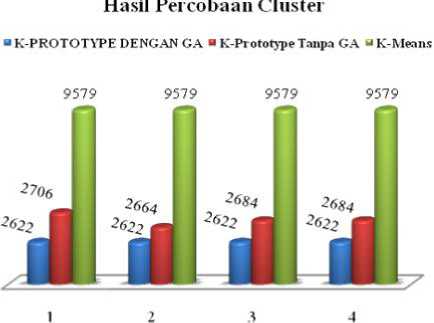 Hasil Percobaan Cluster
K-PROTOTYPE DENGAN GA K-Prototype Tanpa GA K-Means
9579 9579 9579 9579
2706 2664 2684 2684
2622 2622 2622 2622
1 2 3 4